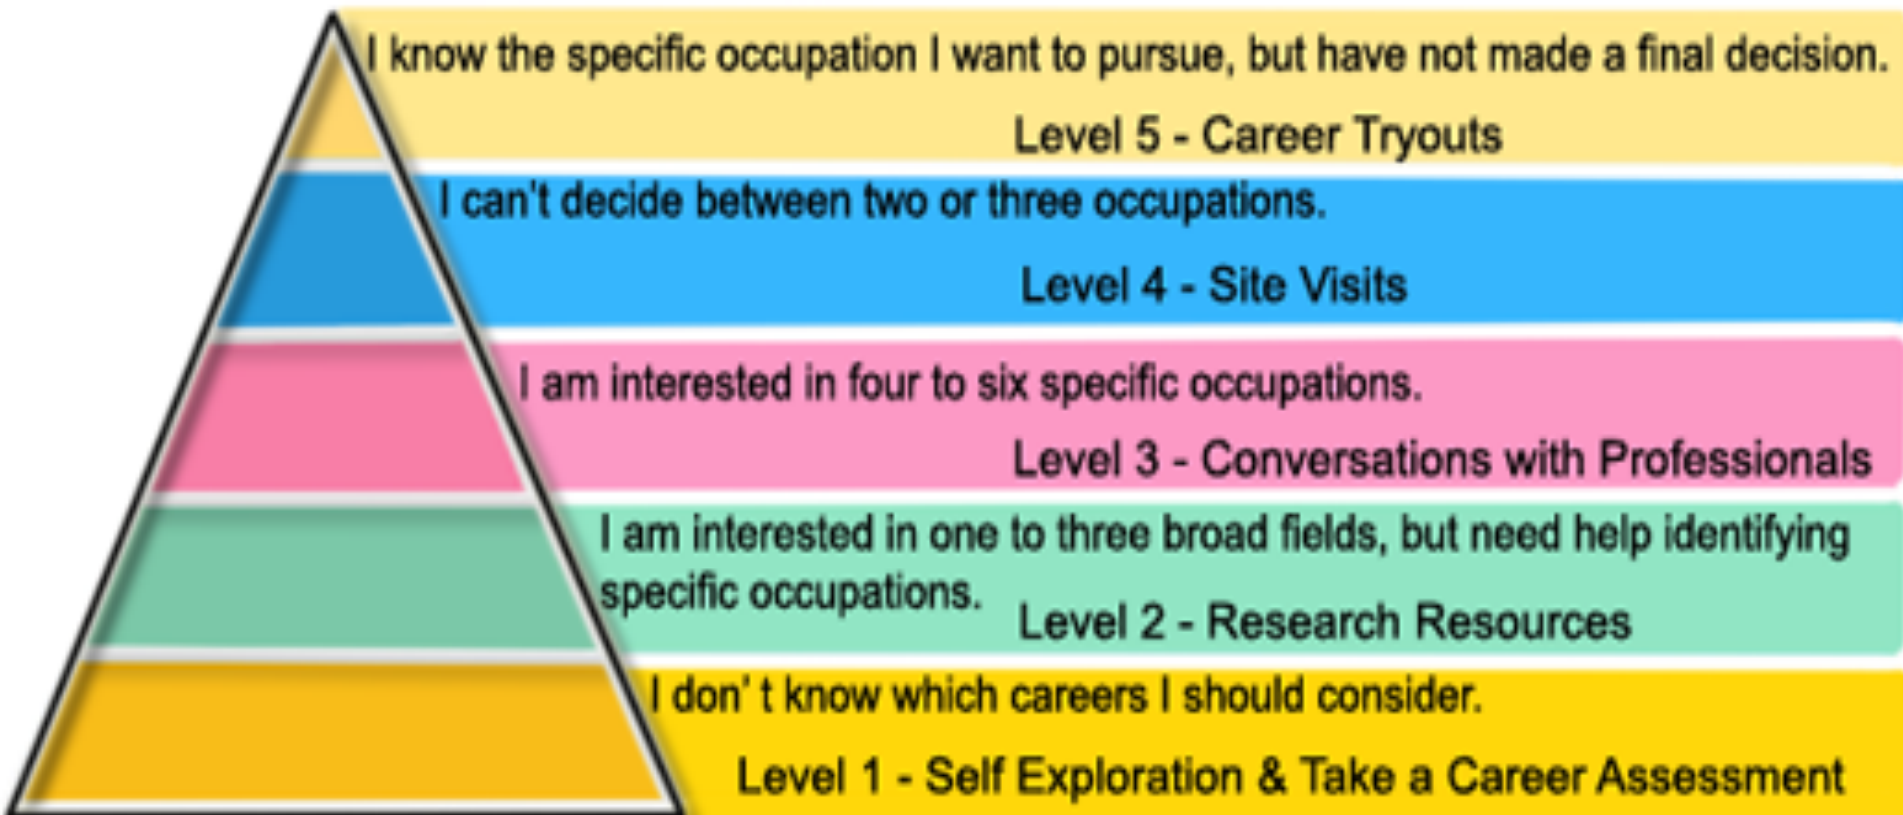 I know the specific occupation I want to pursue, but have not made a final decision.
Level 5 - Career Tryouts
I can't decide between two or three occupations.
Level 4 - Site Visits
I am interested in four to six specific occupations.
Level 3 - Conversations with Professionals
I am interested in one to three broad fields, but need help identifying
specific occupations.
Level 2 - Research Resources
I don' t know which careers I should consider.
Level 1 - Self Exploration & Take a Career Assessment